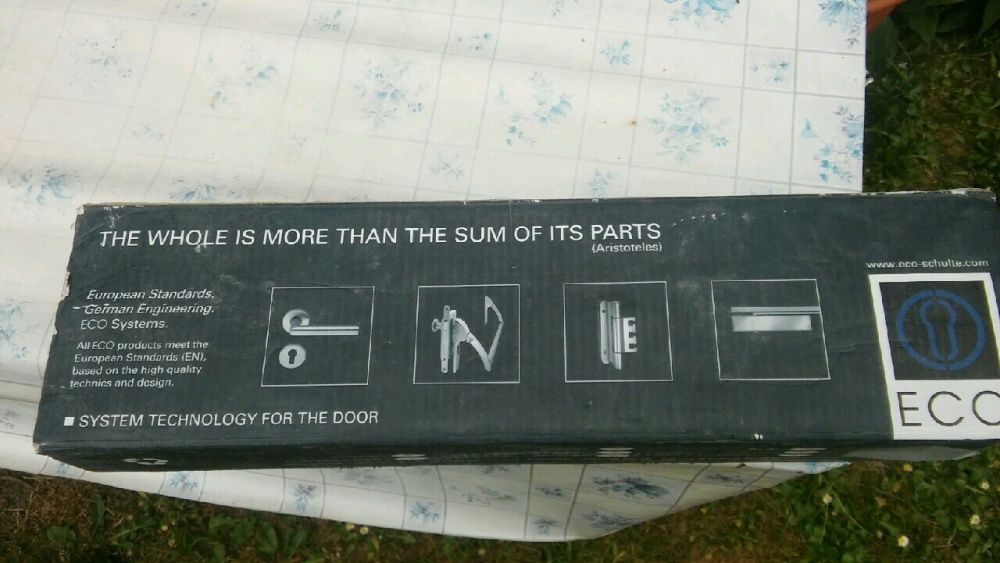 THE WHOLE IS MORE THAN THE SUM OF ITS PARTS
(Aristoteles)
www.eco-schulte.com
European Standards.
German Engineering.
ECO Systems.
All ECO products meet the
European Standards (EN),
based on the high quality
technics and design.
ECO
SYSTEM TECHNOLOGY FOR THE DOOR